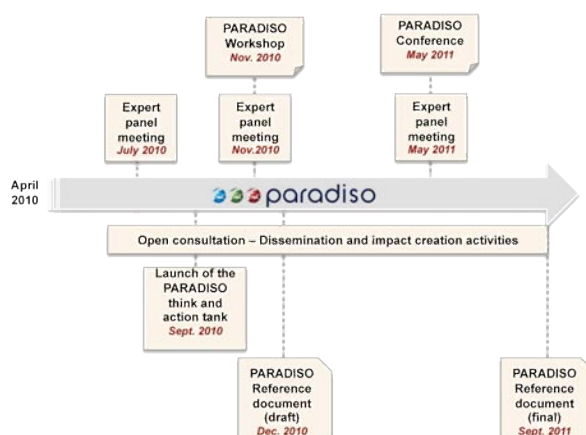 PARADISO
Workshop
Nov. 2010
PARADISO
Conference
May 2011
Expert
panel
meeting
July 2010
Expert
panel
meeting
Nov.2010
Expert
panel
meeting
May 2011
April
2010
paradiso
Open consultation – Dissemination and impact creation activities
Launch of the
PARADISO
think and
action tank
Sept. 2010
PARADISO
Reference
document
(draft)
Dec. 2010
PARADISO
Reference
document
(final)
Sept. 2011